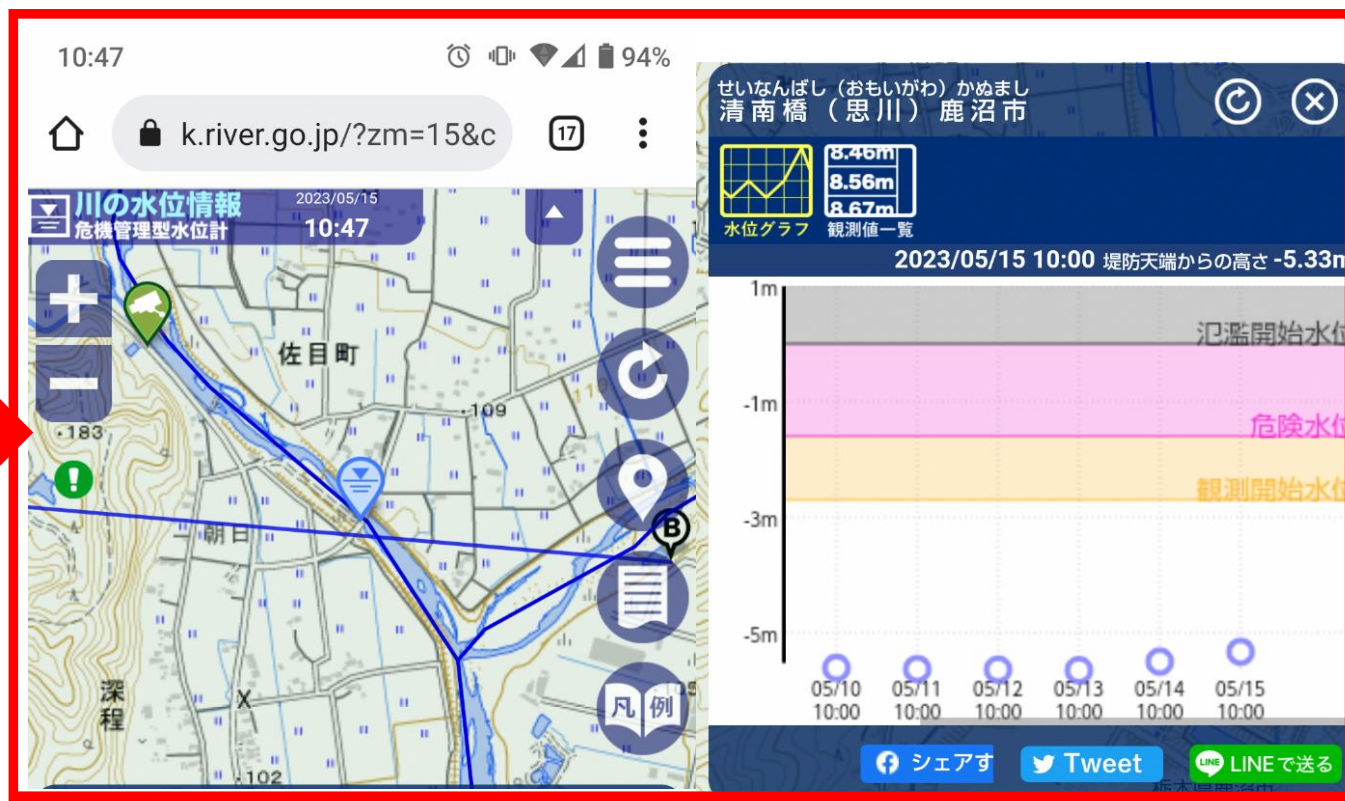 10:47
94%
k.river.go.jp/?zm=15&c
17
川の水位情報
危機管理型水位計
2023/05/15
10:47
佐目町
109
183
朝日
B
深程
102
凡例
せいなんばし（おもいがわ）かぬまし
清南橋（思川）鹿沼市
8.46m
8.56m
8.67m
水位グラフ
観測値一覧
2023/05/15 10:00 堤防天端からの高さ -5.33m
1m
氾濫開始水位
-1m
危険水位
観測開始水位
-3m
-5m
05/10 05/11 05/12 05/13 05/14 05/15
10:00 10:00 10:00 10:00 10:00 10:00
シェアす
Tweet
LINE LINEで送る
栃木県鹿沼市